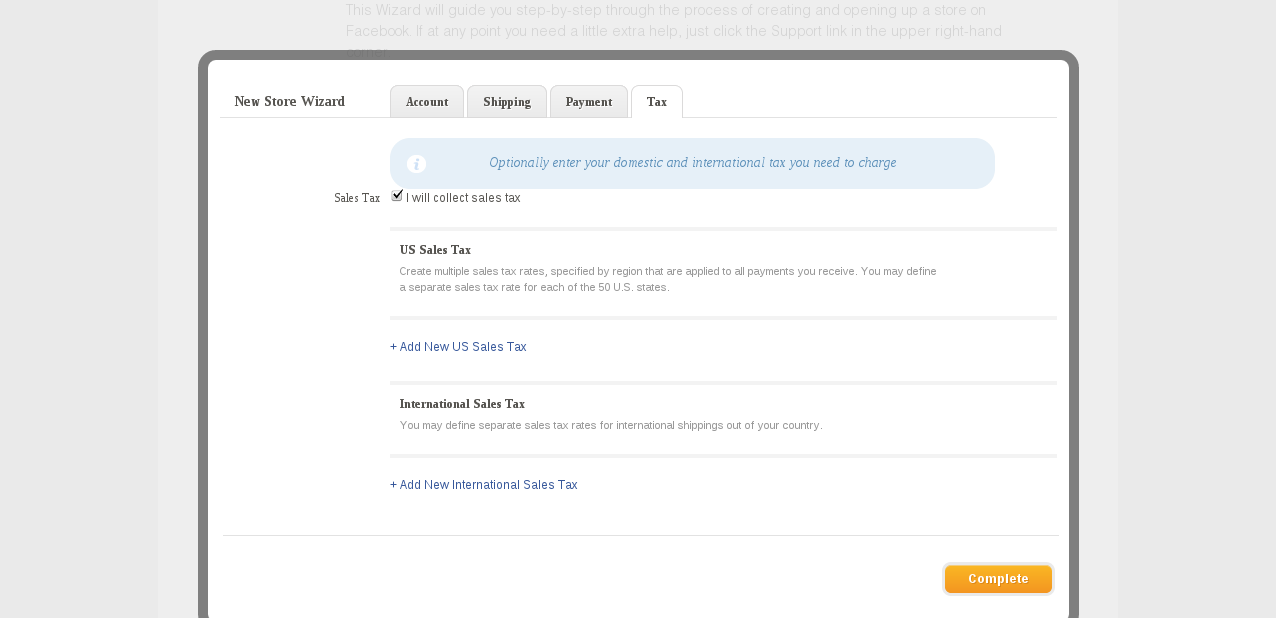 This Wizard will guide you step-by-step through the process of creating and opening up a store on
Facebook. If at any point you need a little extra help, just click the Support link in the upper right-hand
corner.
New Store Wizard
Account
Shipping
Payment
Tax
Optionally enter your domestic and international tax you need to charge
Sales Tax
I will collect sales tax
US Sales Tax
Create multiple sales tax rates, specified by region that are applied to all payments you receive. You may define
a separate sales tax rate for each of the 50 U.S. states.
+ Add New US Sales Tax
International Sales Tax
You may define separate sales tax rates for international shippings out of your country.
+ Add New International Sales Tax
Complete